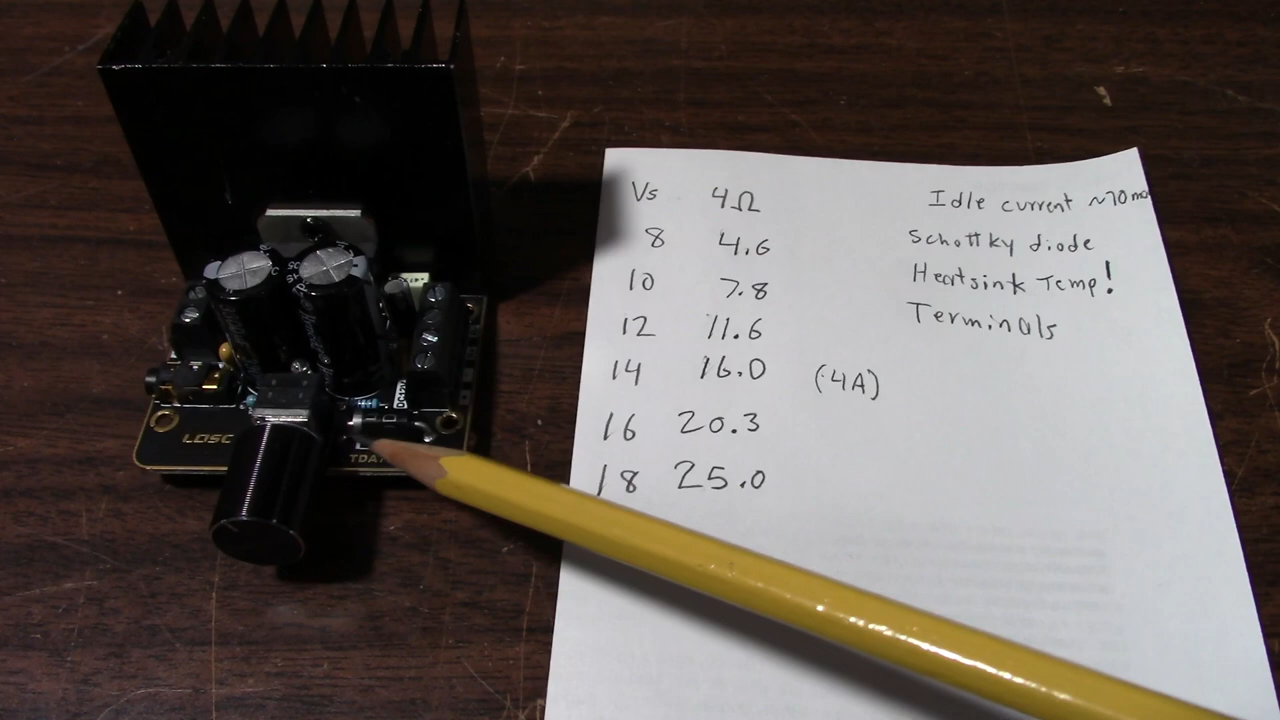 Vs 4Ω
8 4.6
10 7.8
12 11.6
14 16.0 (.4A)
16 20.3
18 25.0
Idle current ~70ma
Schottky diode
Heatsink Temp!
Terminals